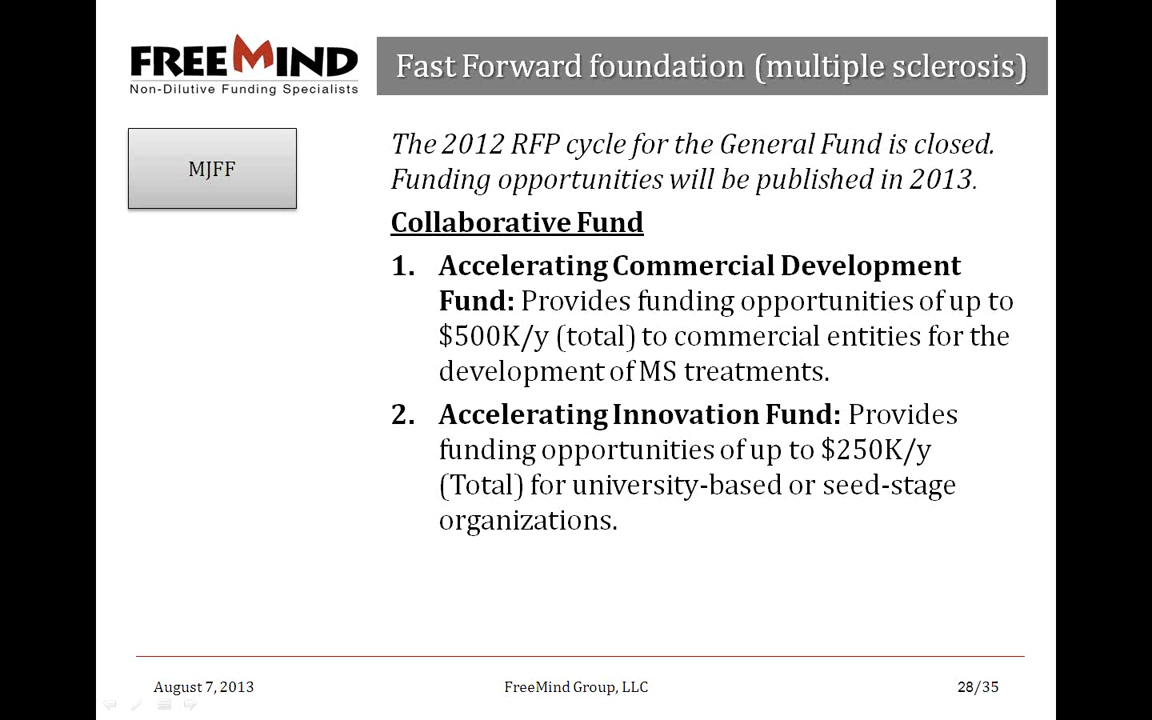 FREEMIND
Non-Dilutive Funding Specialists
Fast Forward foundation (multiple sclerosis)
MJFF
The 2012 RFP cycle for the General Fund is closed.
Funding opportunities will be published in 2013.
Collaborative Fund
1. Accelerating Commercial Development
Fund: Provides funding opportunities of up to
$500K/y (total) to commercial entities for the
development of MS treatments.
2. Accelerating Innovation Fund: Provides
funding opportunities of up to $250K/y
(Total) for university-based or seed-stage
organizations.
August 7, 2013
FreeMind Group, LLC
28/35